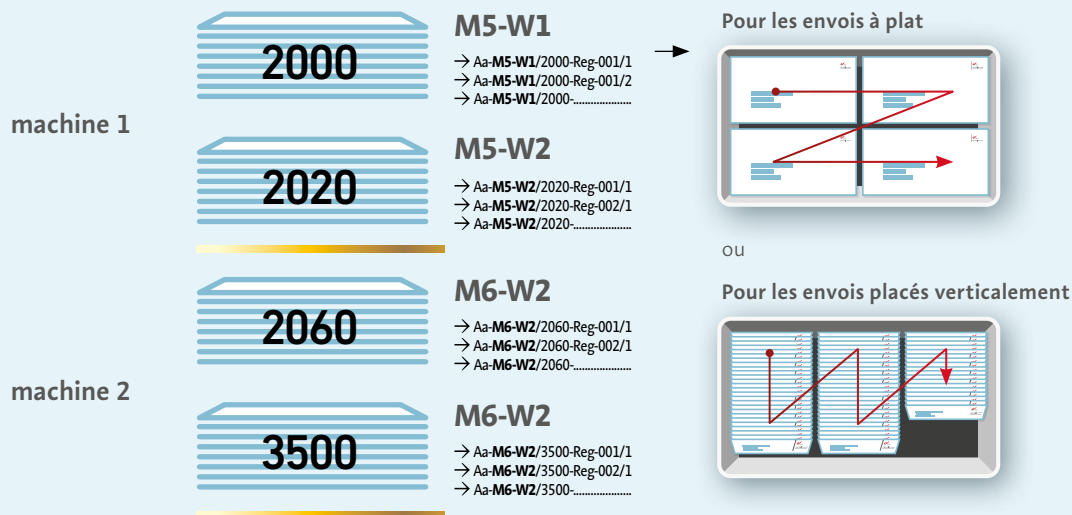 machine 1
2000
M5-W1
→ Aa-M5-W1/2000-Reg-001/1
→ Aa-M5-W1/2000-Reg-001/2
→ Aa-M5-W1/2000-.....................
2020
M5-W2
→ Aa-M5-W2/2020-Reg-001/1
→ Aa-M5-W2/2020-Reg-002/1
→ Aa-M5-W2/2020-.....................
machine 2
2060
M6-W2
→ Aa-M6-W2/2060-Reg-001/1
→ Aa-M6-W2/2060-Reg-002/1
→ Aa-M6-W2/2060-.....................
3500
M6-W2
→ Aa-M6-W2/3500-Reg-001/1
→ Aa-M6-W2/3500-Reg-002/1
→ Aa-M6-W2/3500-.....................
Pour les envois à plat
ou
Pour les envois placés verticalement